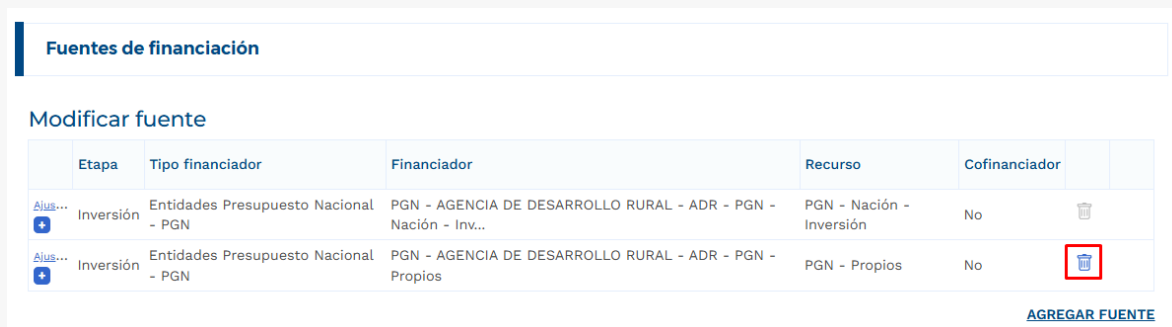 Fuentes de financiación
Modificar fuente
Etapa Tipo financiador Financiador Recurso Cofinanciador
Ajus... Inversión Entidades Presupuesto Nacional - PGN PGN - AGENCIA DE DESARROLLO RURAL - ADR - PGN - Nación - Inv... PGN - Nación - Inversión No
Ajus... Inversión Entidades Presupuesto Nacional - PGN PGN - AGENCIA DE DESARROLLO RURAL - ADR - PGN - Propios PGN - Propios No
AGREGAR FUENTE